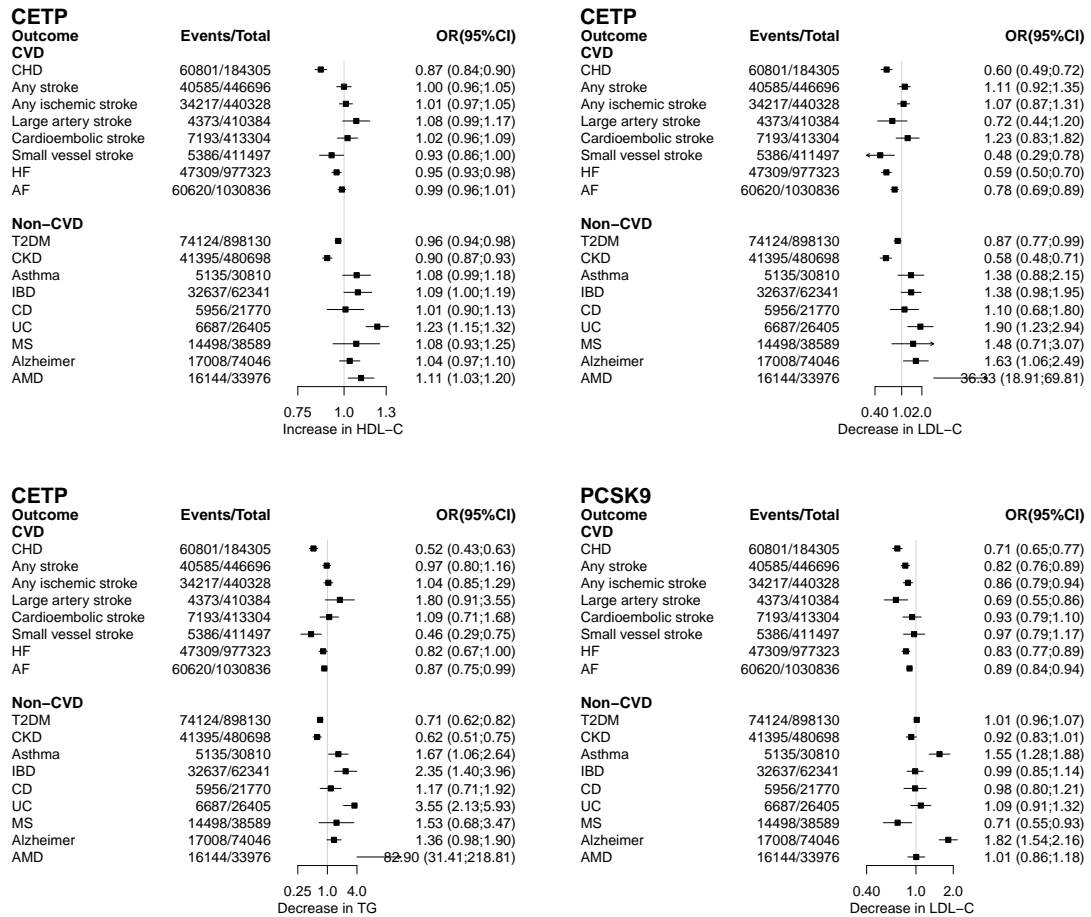 CETP
Outcome Events/Total OR(95%CI)
CVD
CHD 60801/184305 0.87 (0.84;0.90)
Any stroke 40585/446696 1.00 (0.96;1.05)
Any ischemic stroke 34217/440328 1.01 (0.97;1.05)
Large artery stroke 4373/410384 1.08 (0.99;1.17)
Cardioembolic stroke 7193/413304 1.02 (0.96;1.09)
Small vessel stroke 5386/411497 0.93 (0.86;1.00)
HF 47309/977323 0.95 (0.93;0.98)
AF 60620/1030836 0.99 (0.96;1.01)
Non−CVD
T2DM 74124/898130 0.96 (0.94;0.98)
CKD 41395/480698 0.90 (0.87;0.93)
Asthma 5135/30810 1.08 (0.99;1.18)
IBD 32637/62341 1.09 (1.00;1.19)
CD 5956/21770 1.01 (0.90;1.13)
UC 6687/26405 1.23 (1.15;1.32)
MS 14498/38589 1.08 (0.93;1.25)
Alzheimer 17008/74046 1.04 (0.97;1.10)
AMD 16144/33976 1.11 (1.03;1.20)
0.75 1.0 1.3
Increase in HDL−C
CETP
Outcome Events/Total OR(95%CI)
CVD
CHD 60801/184305 0.60 (0.49;0.72)
Any stroke 40585/446696 1.11 (0.92;1.35)
Any ischemic stroke 34217/440328 1.07 (0.87;1.31)
Large artery stroke 4373/410384 0.72 (0.44;1.20)
Cardioembolic stroke 7193/413304 1.23 (0.83;1.82)
Small vessel stroke 5386/411497 0.48 (0.29;0.78)
HF 47309/977323 0.59 (0.50;0.70)
AF 60620/1030836 0.78 (0.69;0.89)
Non−CVD
T2DM 74124/898130 0.87 (0.77;0.99)
CKD 41395/480698 0.58 (0.48;0.71)
Asthma 5135/30810 1.38 (0.88;2.15)
IBD 32637/62341 1.38 (0.98;1.95)
CD 5956/21770 1.10 (0.68;1.80)
UC 6687/26405 1.90 (1.23;2.94)
MS 14498/38589 1.48 (0.71;3.07)
Alzheimer 17008/74046 1.63 (1.06;2.49)
AMD 16144/33976 36.33 (18.91;69.81)
0.40 1.0 2.0
Decrease in LDL−C
CETP
Outcome Events/Total OR(95%CI)
CVD
CHD 60801/184305 0.52 (0.43;0.63)
Any stroke 40585/446696 0.97 (0.80;1.16)
Any ischemic stroke 34217/440328 1.04 (0.85;1.29)
Large artery stroke 4373/410384 1.80 (0.91;3.55)
Cardioembolic stroke 7193/413304 1.09 (0.71;1.68)
Small vessel stroke 5386/411497 0.46 (0.29;0.75)
HF 47309/977323 0.82 (0.67;1.00)
AF 60620/1030836 0.87 (0.75;0.99)
Non−CVD
T2DM 74124/898130 0.71 (0.62;0.82)
CKD 41395/480698 0.62 (0.51;0.75)
Asthma 5135/30810 1.67 (1.06;2.64)
IBD 32637/62341 2.35 (1.40;3.96)
CD 5956/21770 1.17 (0.71;1.92)
UC 6687/26405 3.55 (2.13;5.93)
MS 14498/38589 1.53 (0.68;3.47)
Alzheimer 17008/74046 1.36 (0.98;1.90)
AMD 16144/33976 82.90 (31.41;218.81)
0.25 1.0 4.0
Decrease in TG
PCSK9
Outcome Events/Total OR(95%CI)
CVD
CHD 60801/184305 0.71 (0.65;0.77)
Any stroke 40585/446696 0.82 (0.76;0.89)
Any ischemic stroke 34217/440328 0.86 (0.79;0.94)
Large artery stroke 4373/410384 0.69 (0.55;0.86)
Cardioembolic stroke 7193/413304 0.93 (0.79;1.10)
Small vessel stroke 5386/411497 0.97 (0.79;1.17)
HF 47309/977323 0.83 (0.77;0.89)
AF 60620/1030836 0.89 (0.84;0.94)
Non−CVD
T2DM 74124/898130 1.01 (0.96;1.07)
CKD 41395/480698 0.92 (0.83;1.01)
Asthma 5135/30810 1.55 (1.28;1.88)
IBD 32637/62341 0.99 (0.85;1.14)
CD 5956/21770 0.98 (0.80;1.21)
UC 6687/26405 1.09 (0.91;1.32)
MS 14498/38589 0.71 (0.55;0.93)
Alzheimer 17008/74046 1.82 (1.54;2.16)
AMD 16144/33976 1.01 (0.86;1.18)
0.40 1.0 2.0
Decrease in LDL−C